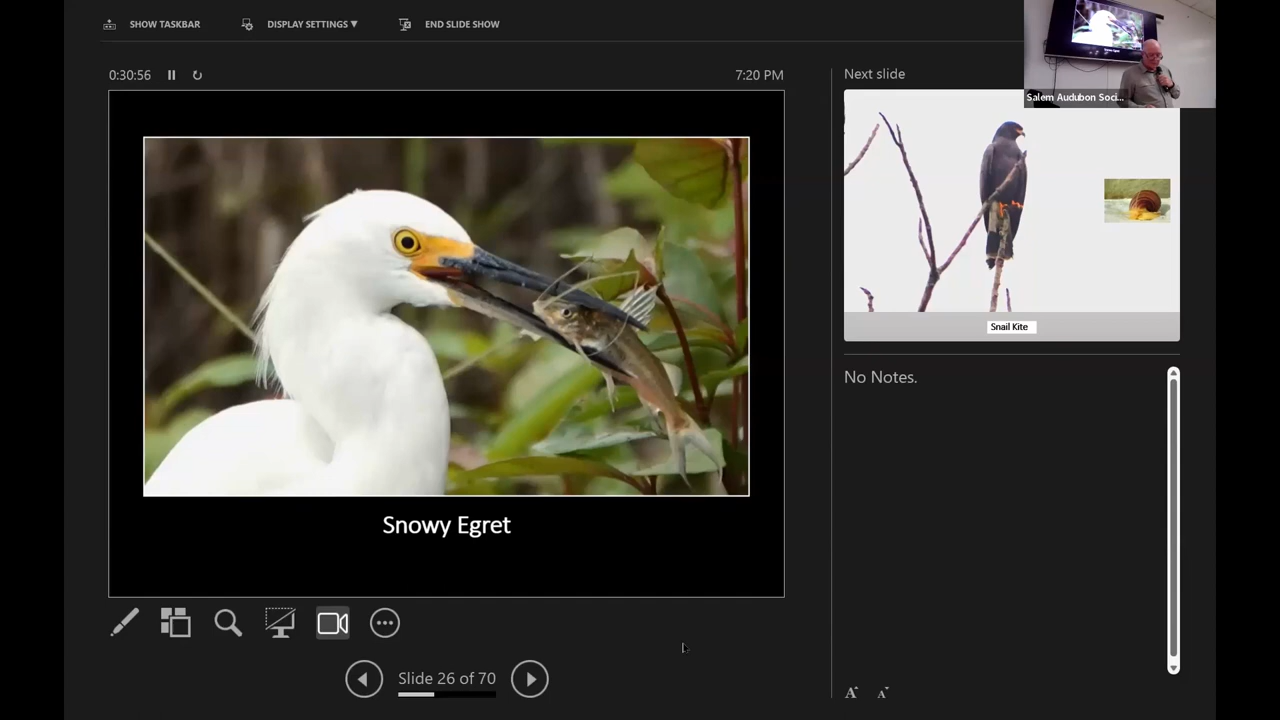 SHOW TASKBAR
DISPLAY SETTINGS ▼
END SLIDE SHOW
0:30:56
7:20 PM
Next slide
Salem Audubon Soci...
Snail Kite
No Notes.
Snowy Egret
Slide 26 of 70
A A